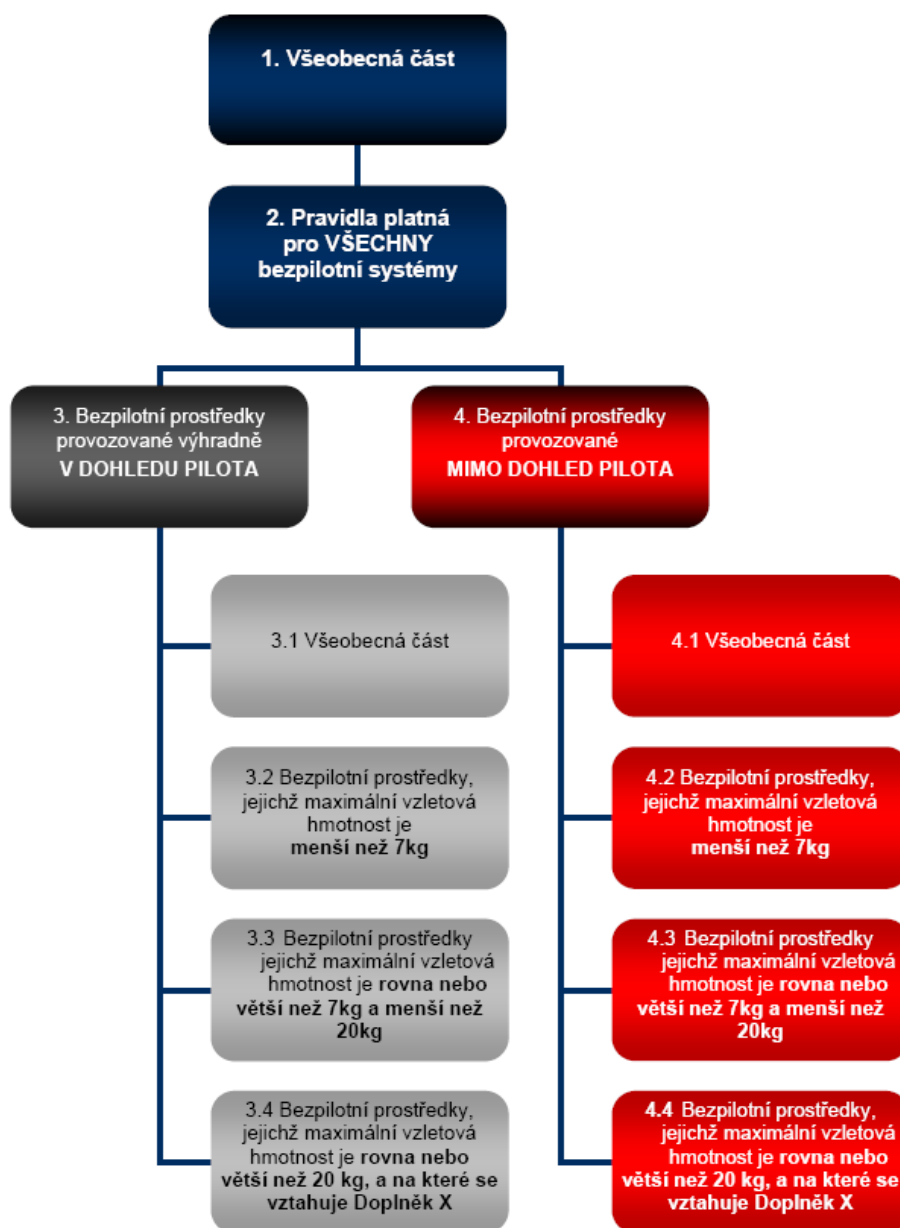 1. Všeobecná část
2. Pravidla platná
pro VŠECHNY
bezpilotní systémy
3. Bezpilotní prostředky
provozované výhradně
V DOHLEDU PILOTA
4. Bezpilotní prostředky
provozované
MIMO DOHLED PILOTA
3.1 Všeobecná část
4.1 Všeobecná část
3.2 Bezpilotní prostředky,
jejichž maximální vzletová
hmotnost je
menší než 7kg
4.2 Bezpilotní prostředky,
jejichž maximální vzletová
hmotnost je
menší než 7kg
3.3 Bezpilotní prostředky
jejichž maximální vzletová
hmotnost je rovna nebo
větší než 7kg a menší než
20kg
4.3 Bezpilotní prostředky
jejichž maximální vzletová
hmotnost je rovna nebo
větší než 7kg a menší než
20kg
3.4 Bezpilotní prostředky,
jejichž maximální vzletová
hmotnost je rovna nebo
větší než 20 kg, a na které se
vztahuje Doplněk X
4.4 Bezpilotní prostředky,
jejichž maximální vzletová
hmotnost je rovna nebo
větší než 20 kg, a na které se
vztahuje Doplněk X